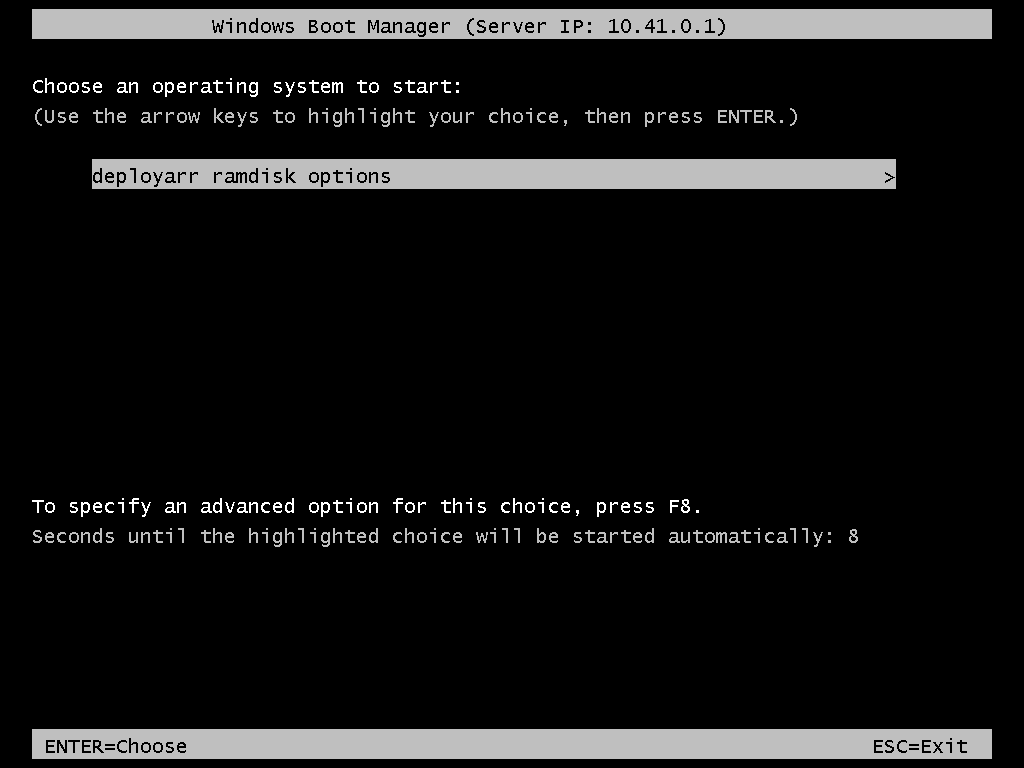 Windows Boot Manager (Server IP: 10.41.0.1)
Choose an operating system to start:
(Use the arrow keys to highlight your choice, then press ENTER.)
deployarr ramdisk options >
To specify an advanced option for this choice, press F8.
Seconds until the highlighted choice will be started automatically: 8
ENTER=Choose ESC=Exit